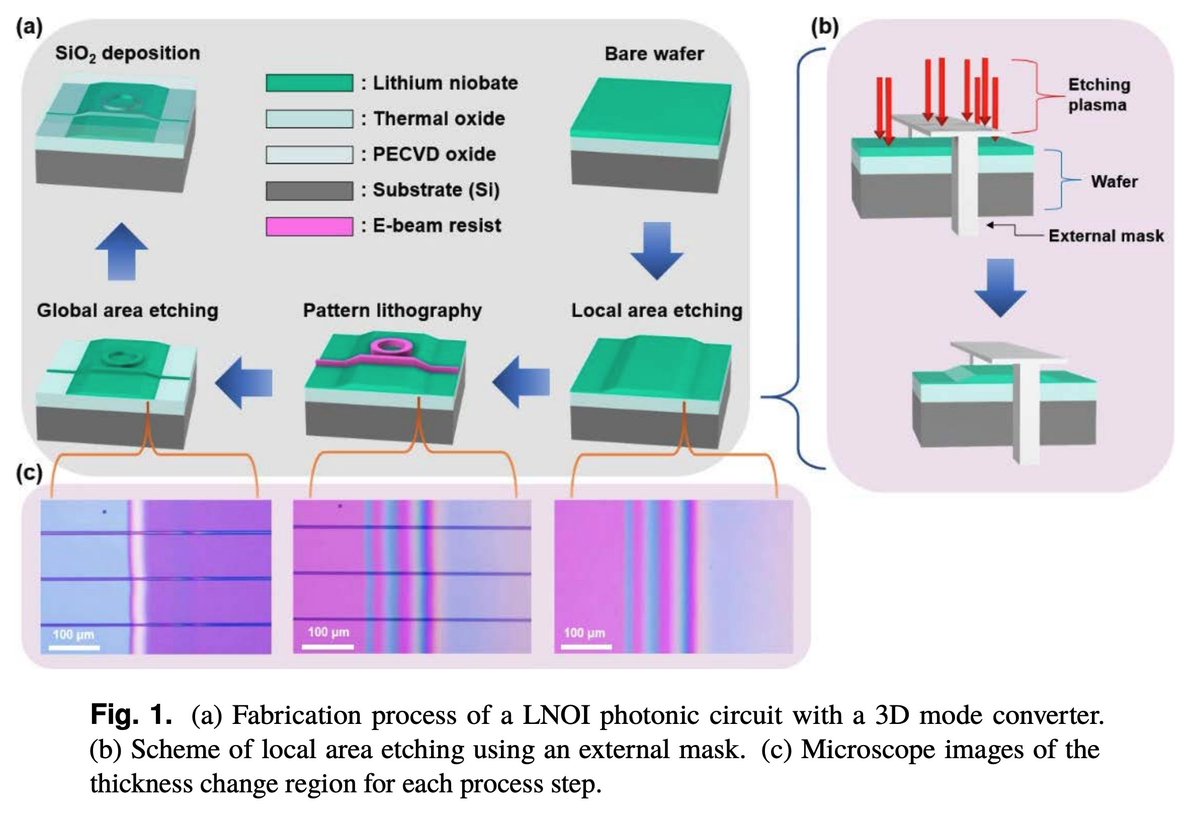 (a)
SiO₂ deposition
: Lithium niobate
: Thermal oxide
: PECVD oxide
: Substrate (Si)
: E-beam resist
Bare wafer
Global area etching
Pattern lithography
Local area etching
(b)
Etching
plasma
Wafer
External mask
(c)
100 μm
100 μm
100 μm
Fig. 1. (a) Fabrication process of a LNOI photonic circuit with a 3D mode converter.
(b) Scheme of local area etching using an external mask. (c) Microscope images of the
thickness change region for each process step.